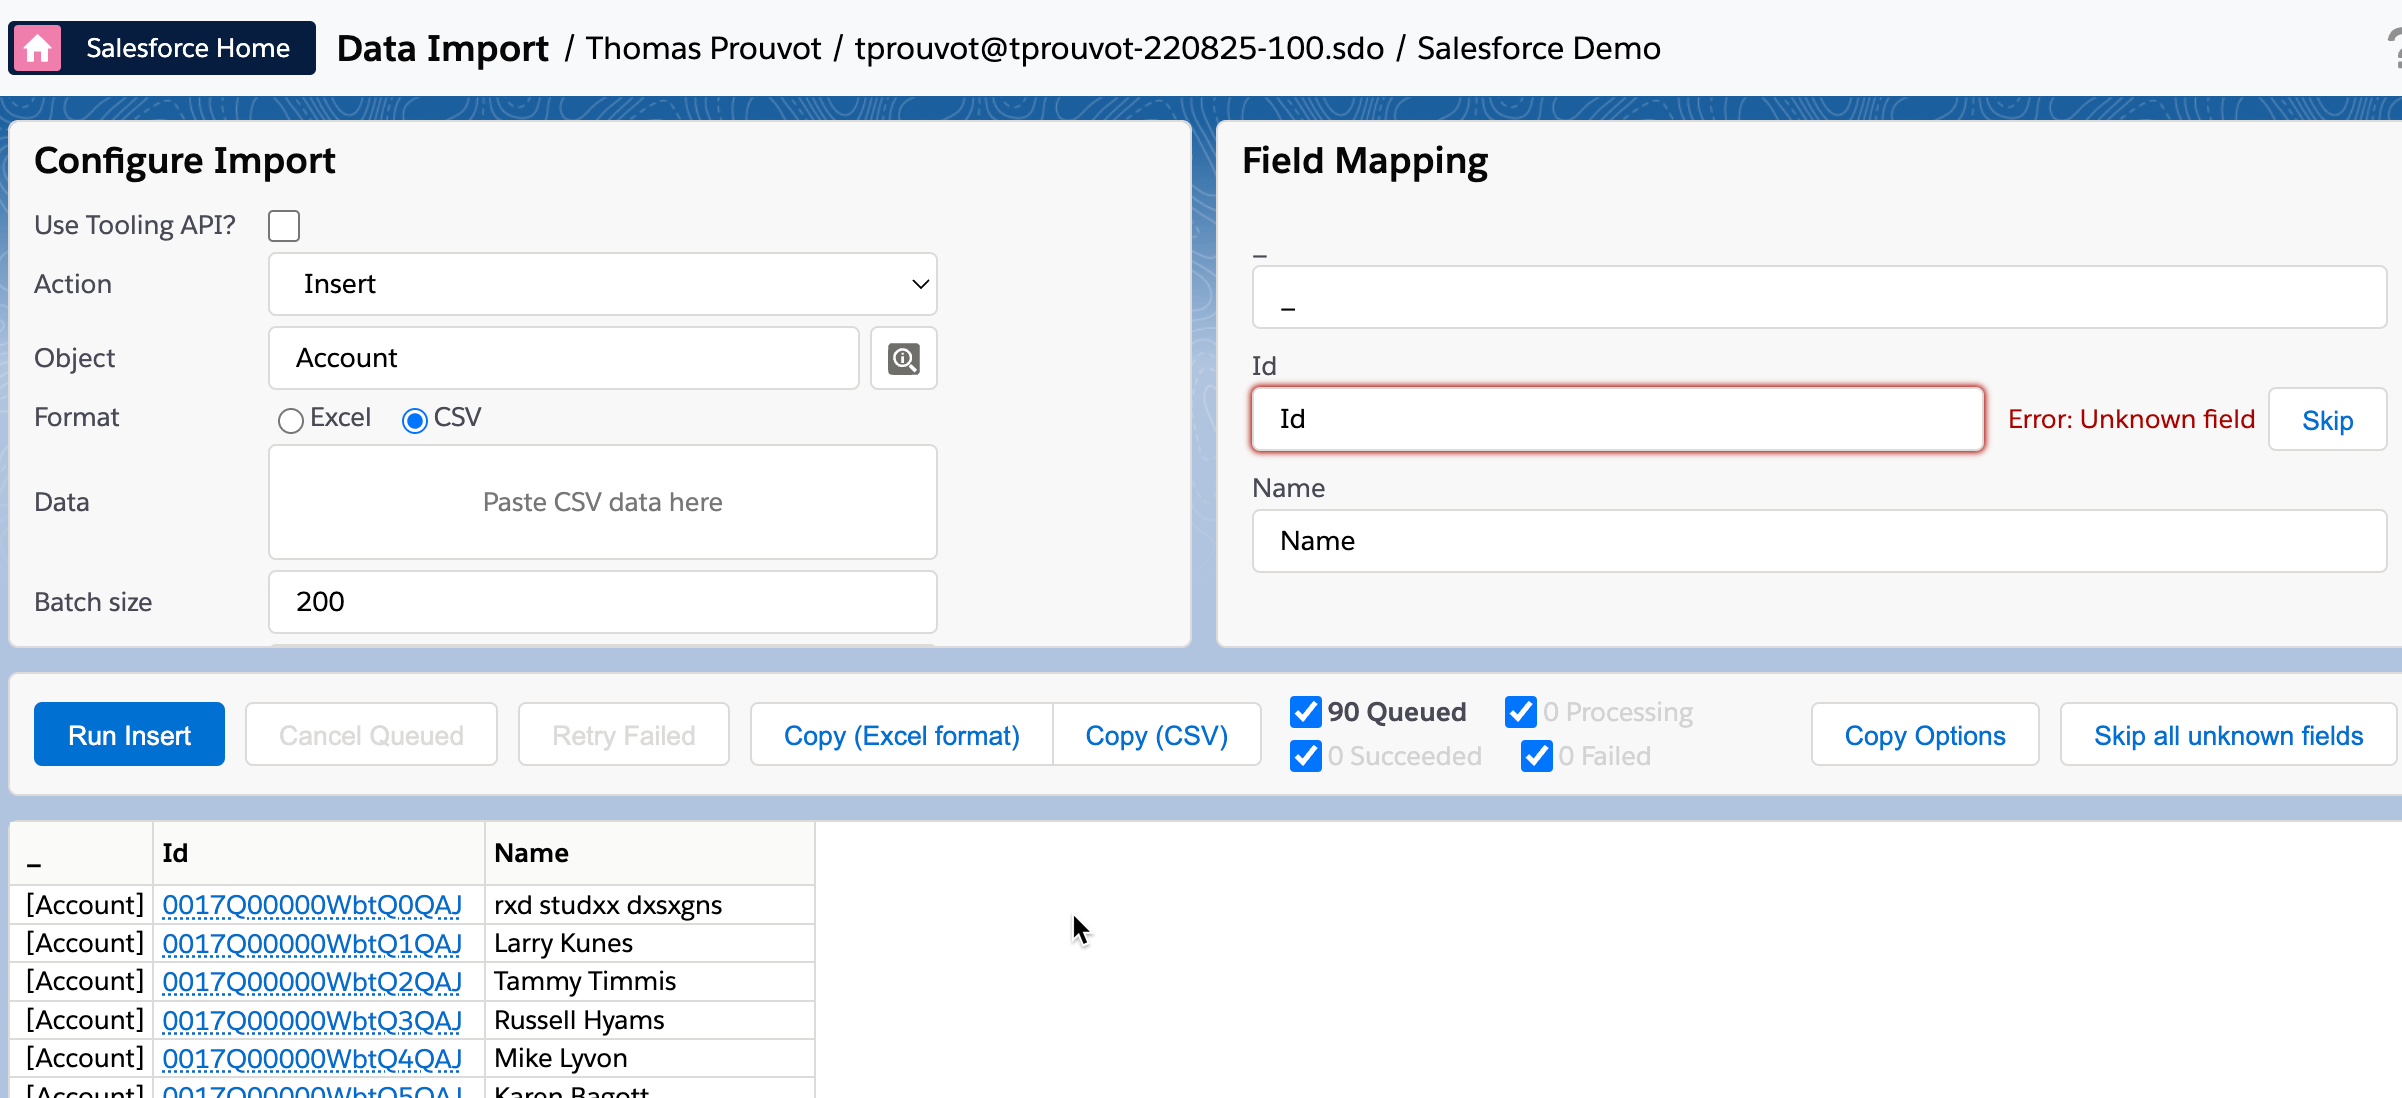 Salesforce Home Data Import / Thomas Prouvot / tprouvot@tprouvot-220825-100.sdo / Salesforce Demo ?
Configure Import
Use Tooling API?
Action Insert
Object Account
Format Excel CSV
Data Paste CSV data here
Batch size 200
Field Mapping
_
_
Id
Id Error: Unknown field Skip
Name
Name
Run Insert Cancel Queued Retry Failed Copy (Excel format) Copy (CSV)
90 Queued 0 Processing
0 Succeeded 0 Failed
Copy Options Skip all unknown fields
_ Id Name
[Account] 0017Q00000WbtQ0QAJ rxd studxx dxsxgns
[Account] 0017Q00000WbtQ1QAJ Larry Kunes
[Account] 0017Q00000WbtQ2QAJ Tammy Timmis
[Account] 0017Q00000WbtQ3QAJ Russell Hyams
[Account] 0017Q00000WbtQ4QAJ Mike Lyvon
[Account] 0017Q00000WbtQ5QAJ Karen Bagott